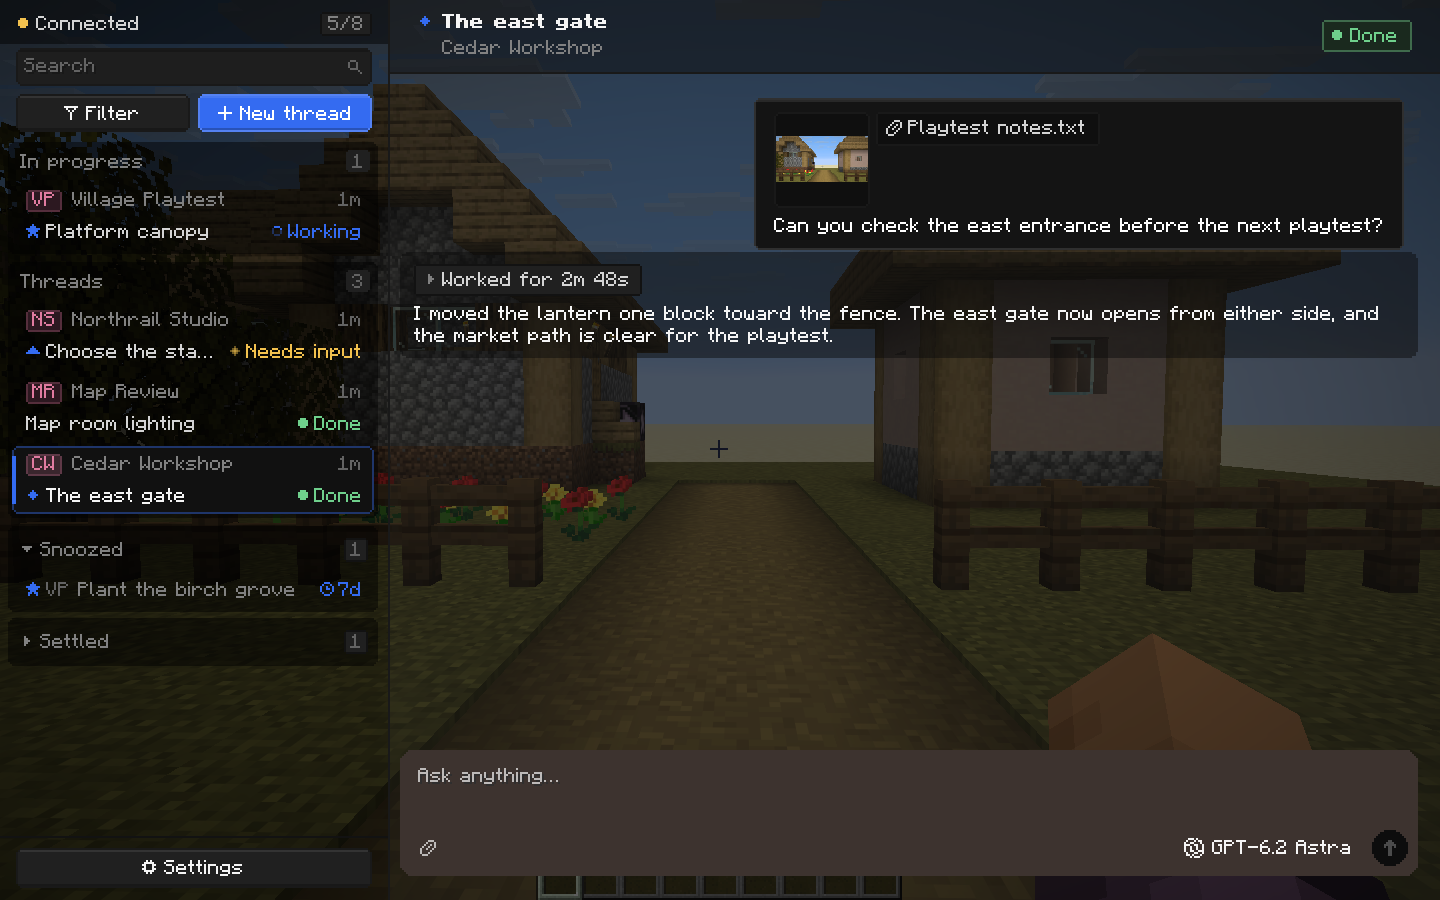 Connected
5/8
Search
Filter
New thread
In progress
1
VP Village Playtest 1m
Platform canopy Working
Threads
3
NS Northrail Studio 1m
Choose the sta... Needs input
MR Map Review 1m
Map room lighting Done
CW Cedar Workshop 1m
The east gate Done
Snoozed
1
VP Plant the birch grove 7d
Settled
1
Settings
The east gate
Cedar Workshop
Done
Playtest notes.txt
Can you check the east entrance before the next playtest?
Worked for 2m 48s
I moved the lantern one block toward the fence. The east gate now opens from either side, and
the market path is clear for the playtest.
Ask anything...
GPT-6.2 Astra